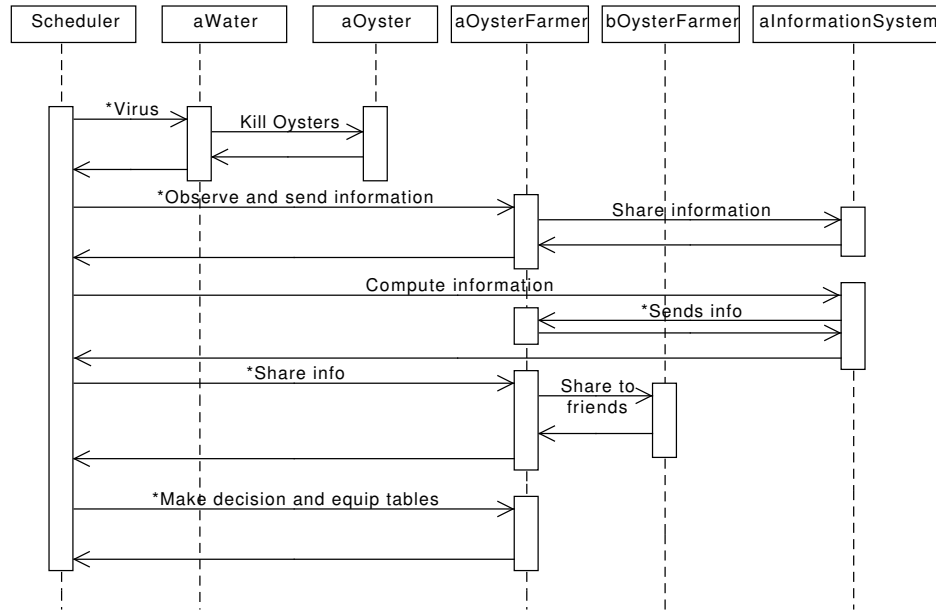 Scheduler
aWater
aOyster
aOysterFarmer
bOysterFarmer
aInformationSystem
*Virus
Kill Oysters
*Observe and send information
Share information
Compute information
*Sends info
*Share info
Share to
friends
*Make decision and equip tables